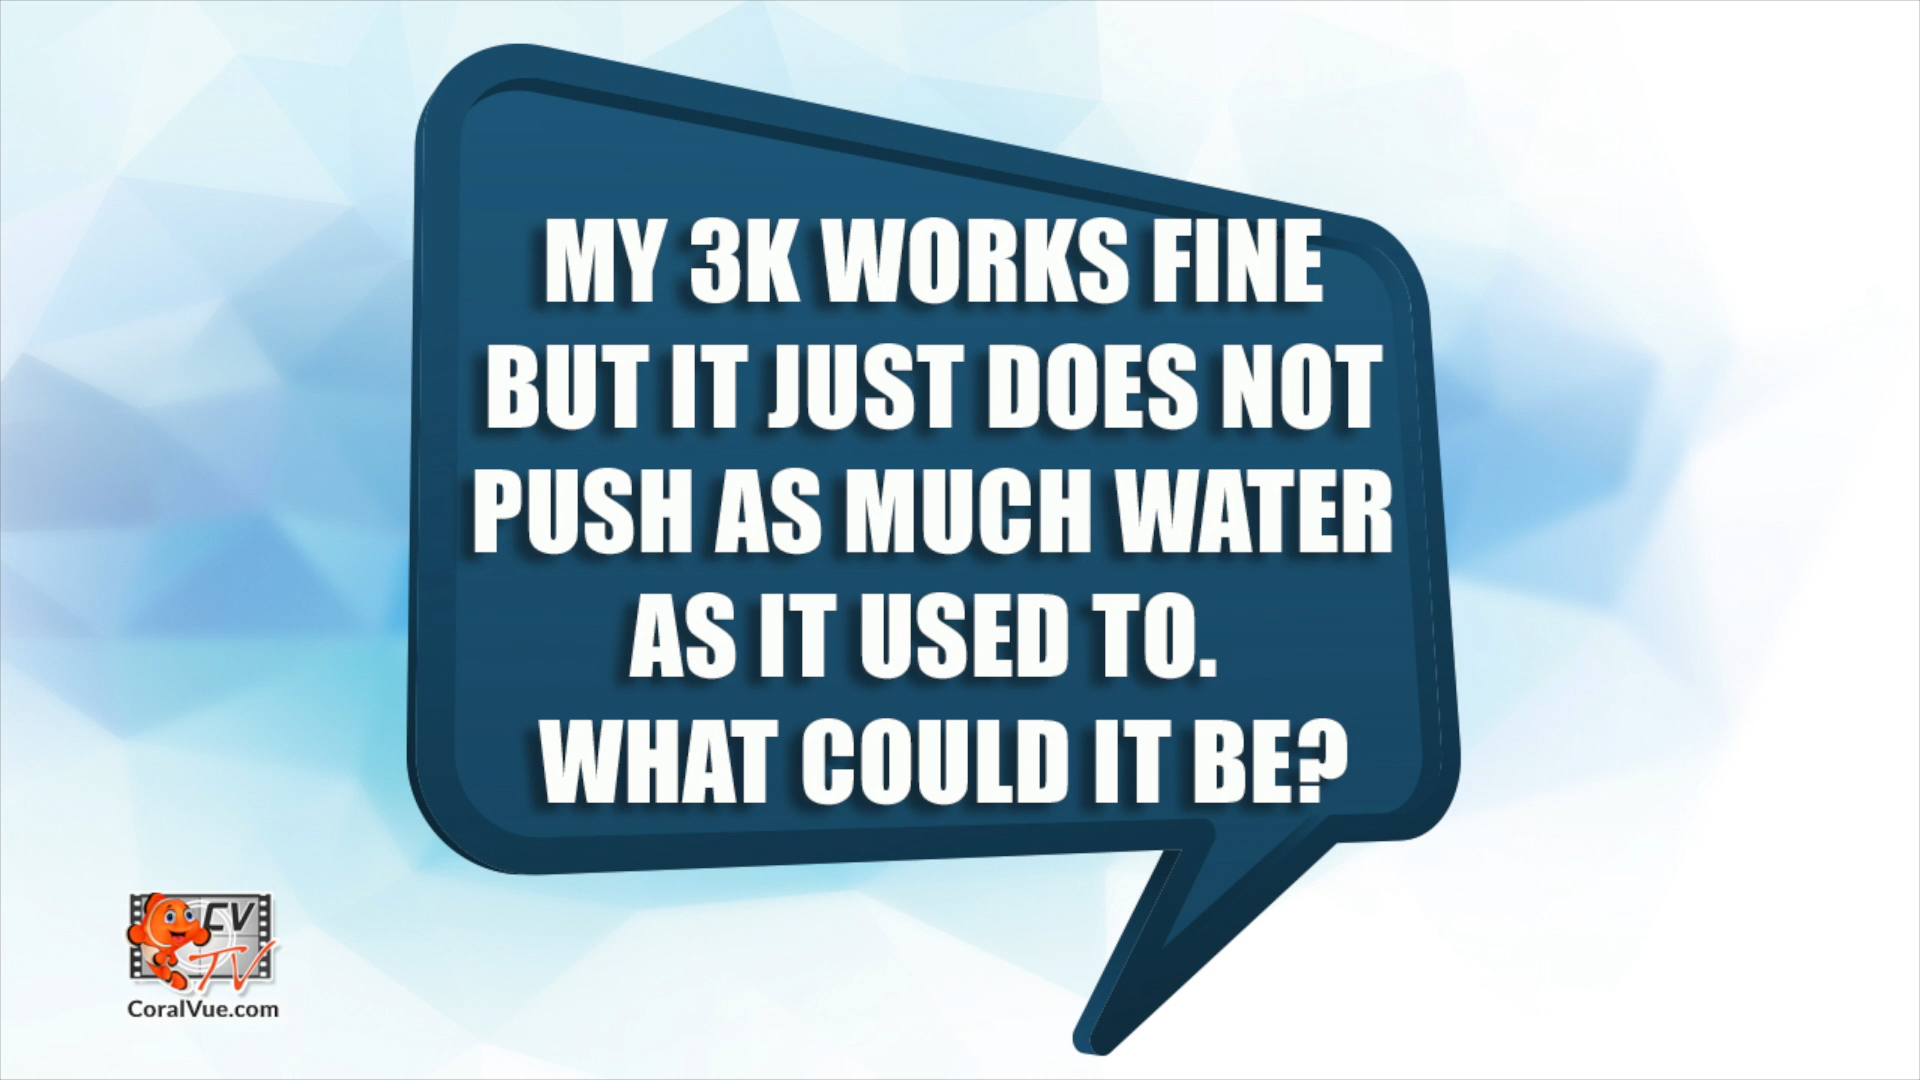 MY 3K WORKS FINE
BUT IT JUST DOES NOT
PUSH AS MUCH WATER
AS IT USED TO.
WHAT COULD IT BE?
CV
TV
CoralVue.com